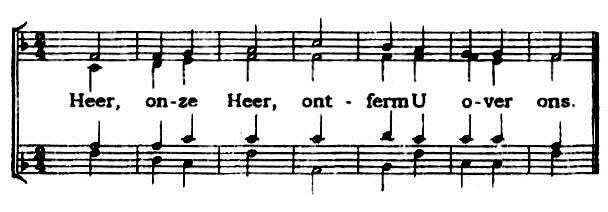 Heer, on-ze Heer, ont - ferm U o-ver ons.